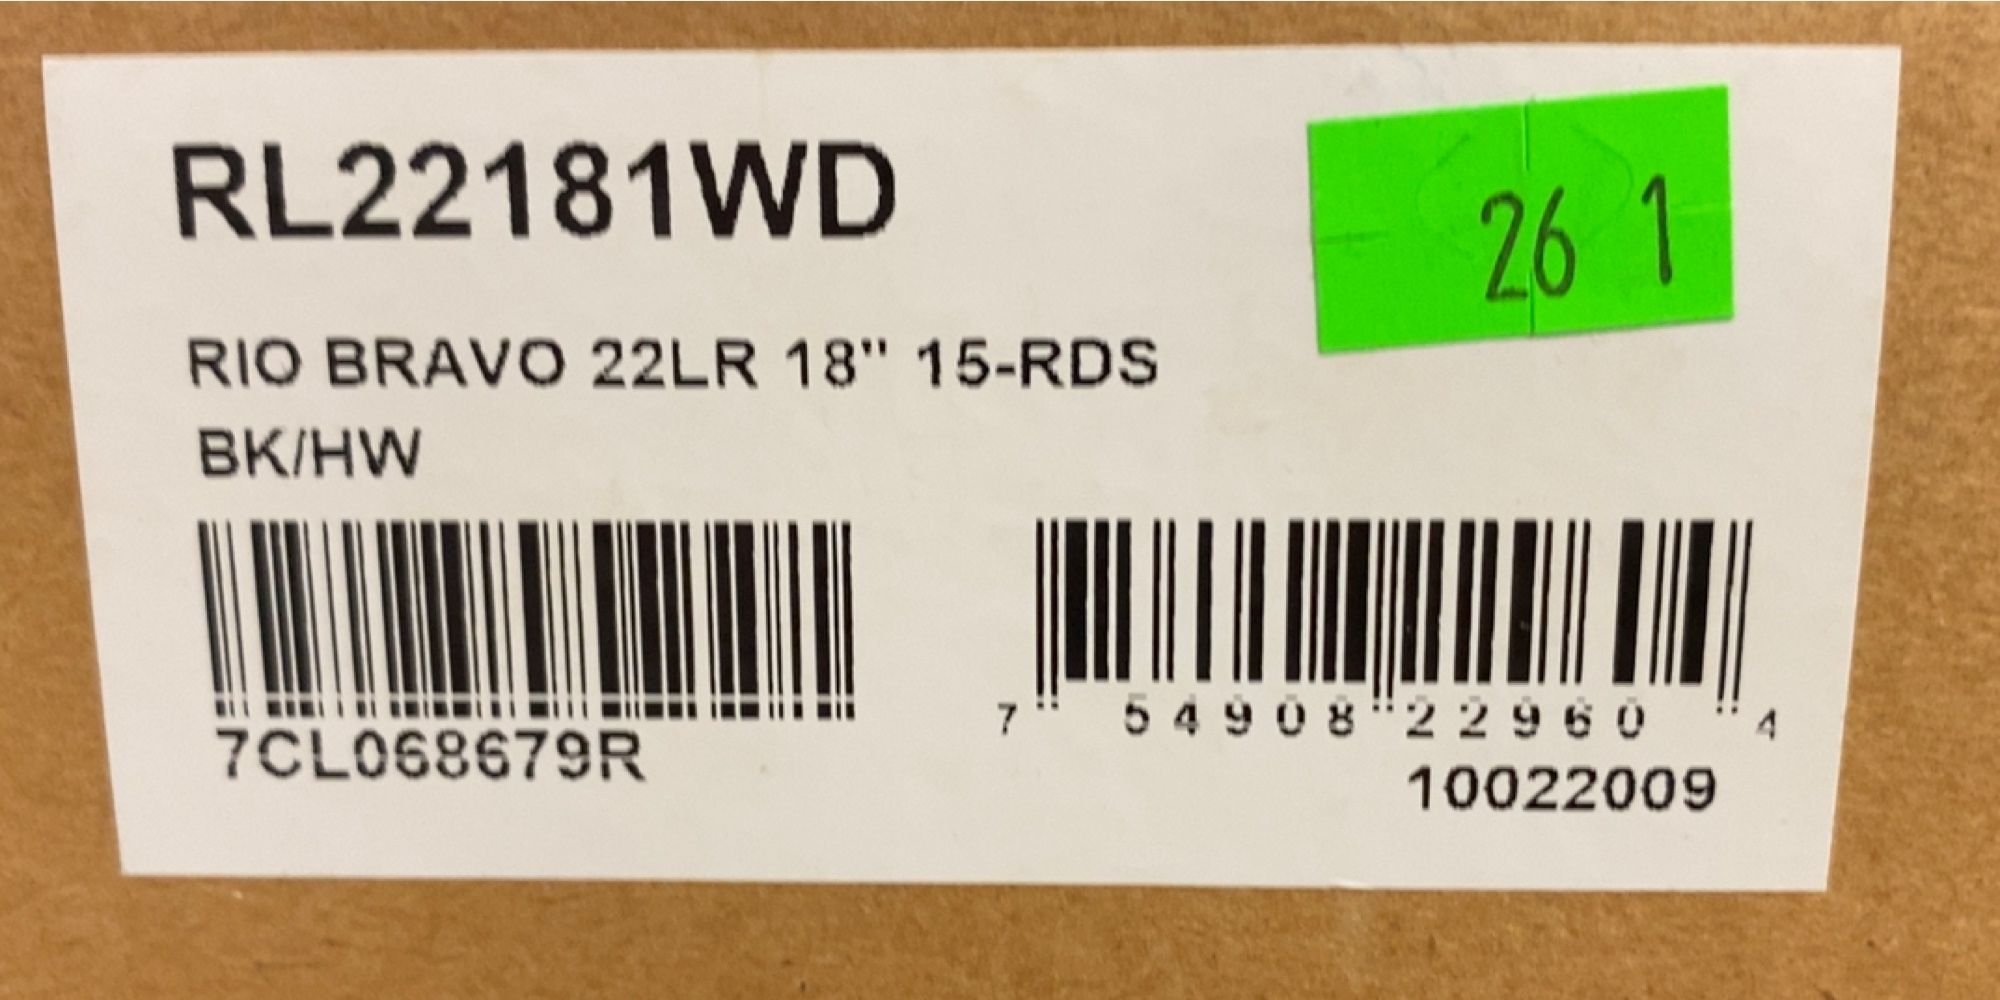 RL22181WD
26 1
RIO BRAVO 22LR 18" 15-RDS
BK/HW
7CL068679R
7 54908 22960 4
10022009